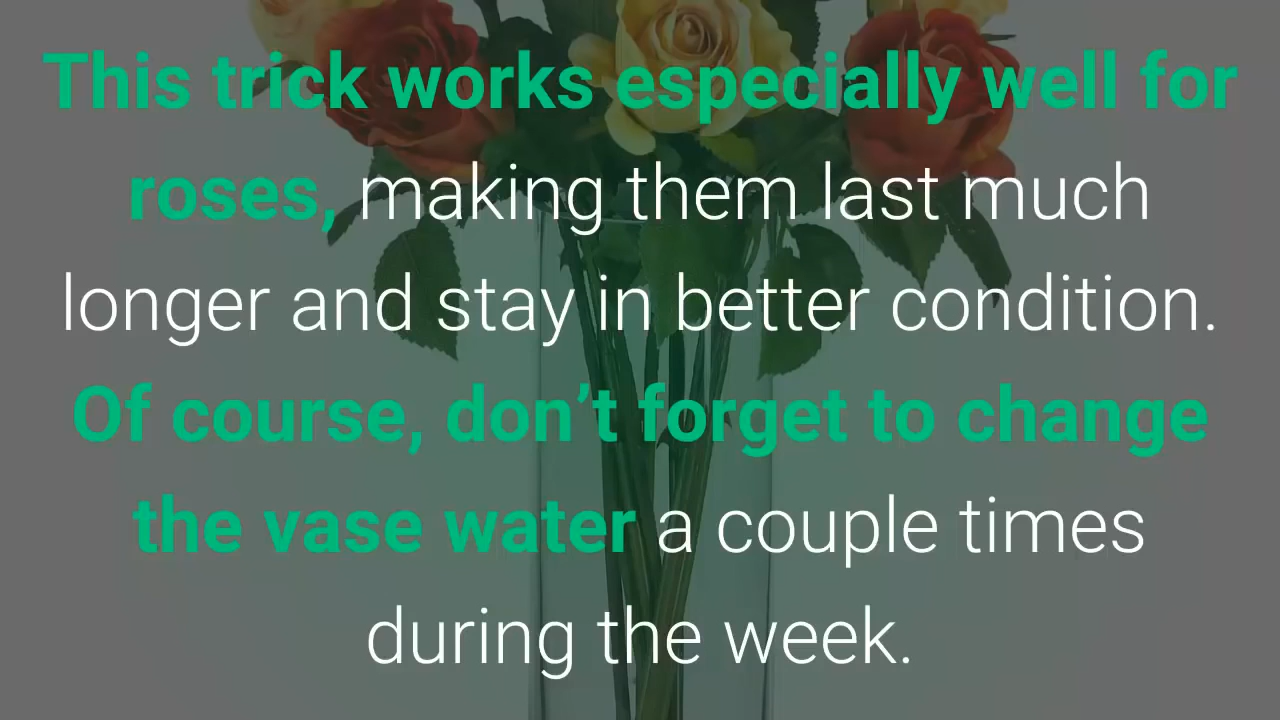 This trick works especially well for
roses, making them last much
longer and stay in better condition.
Of course, don’t forget to change
the vase water a couple times
during the week.